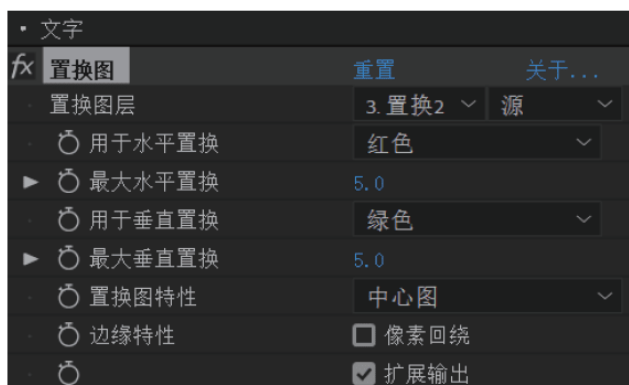 文字
fx 置换图 重置 关于...
置换图层 3. 置换2 源
用于水平置换 红色
最大水平置换 5.0
用于垂直置换 绿色
最大垂直置换 5.0
置换图特性 中心图
边缘特性 像素回绕
扩展输出